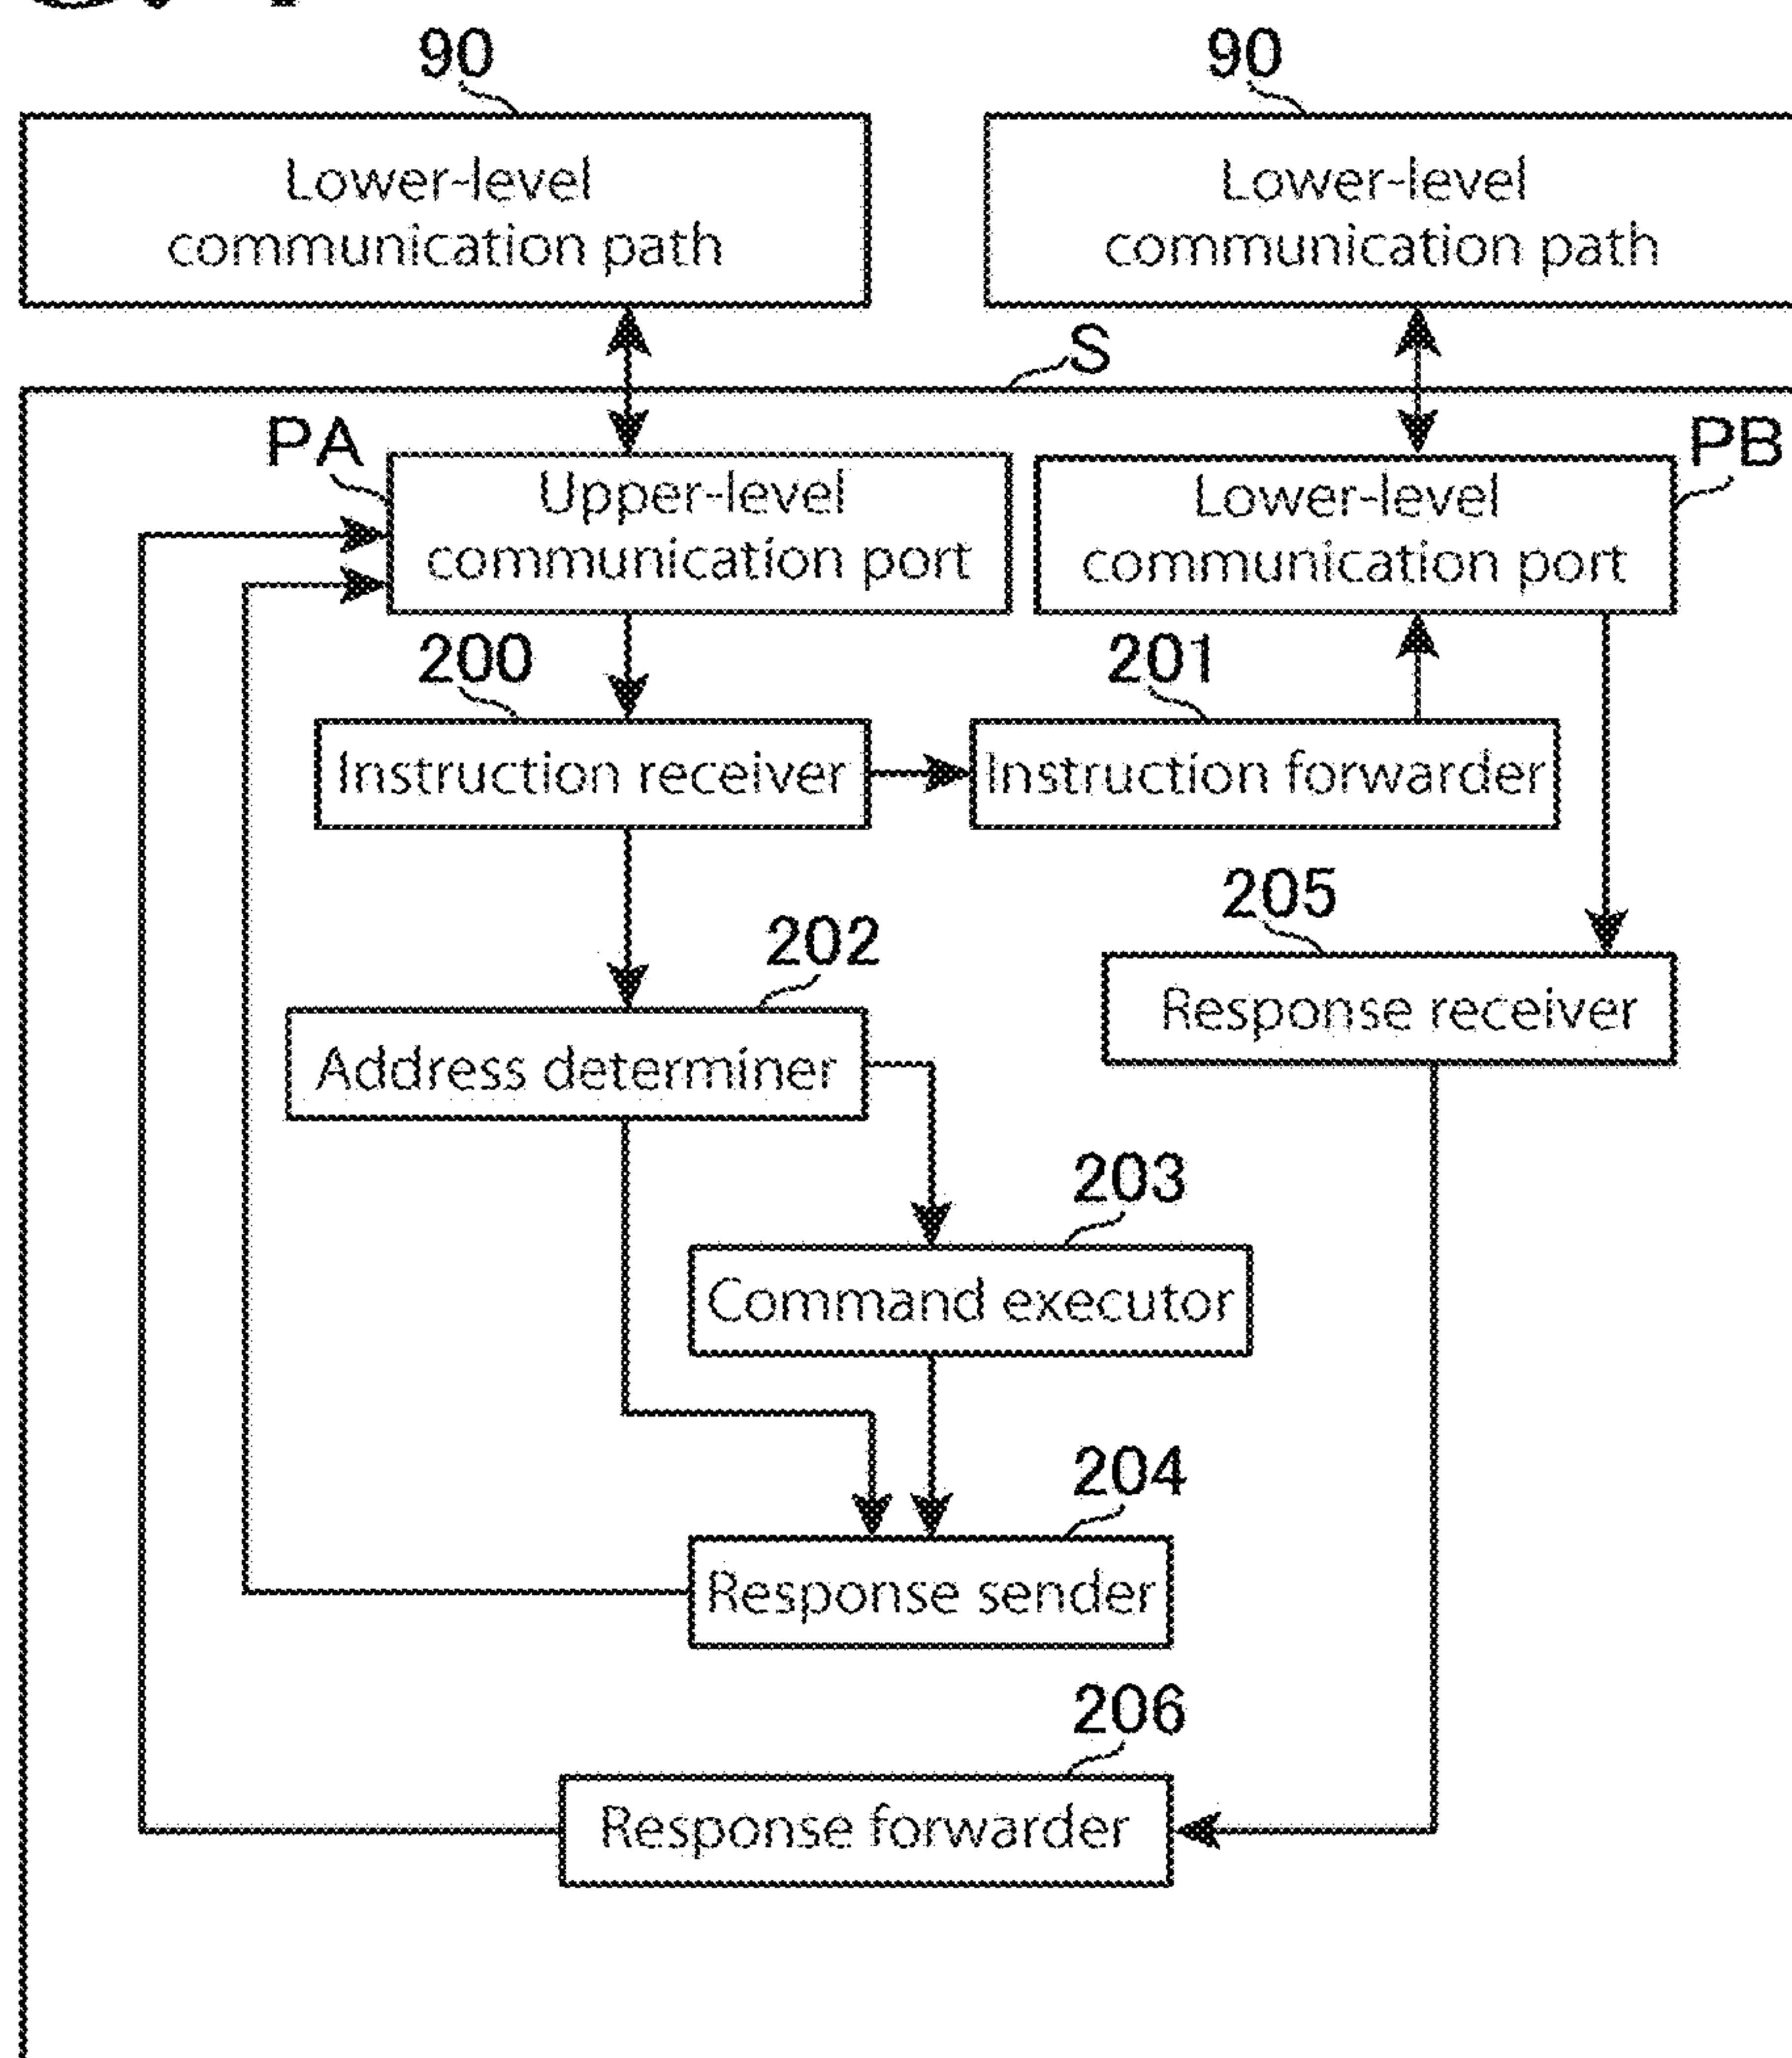 90
90
Lower-level
communication path
Lower-level
communication path
S
PA
Upper-level
communication port
PB
Lower-level
communication port
200
201
Instruction receiver
Instruction forwarder
205
202
Response receiver
Address determiner
203
Command executor
204
Response sender
206
Response forwarder